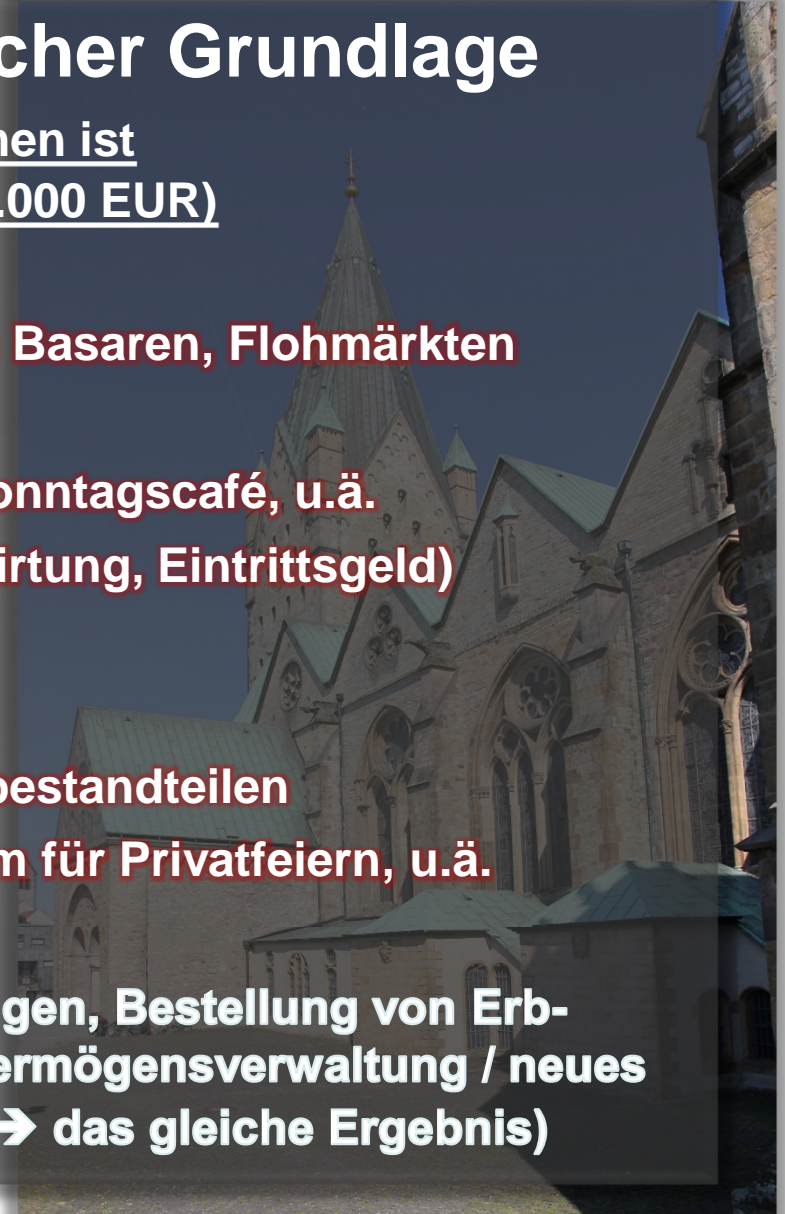 cher Grundlage
nen ist
.000 EUR)
Basaren, Flohmärkten
onntagscafé, u.ä.
irtung, Eintrittsgeld)
bestandteilen
m für Privatfeiern, u.ä.
gen, Bestellung von Erb-
ermögensverwaltung / neues
➔ das gleiche Ergebnis)